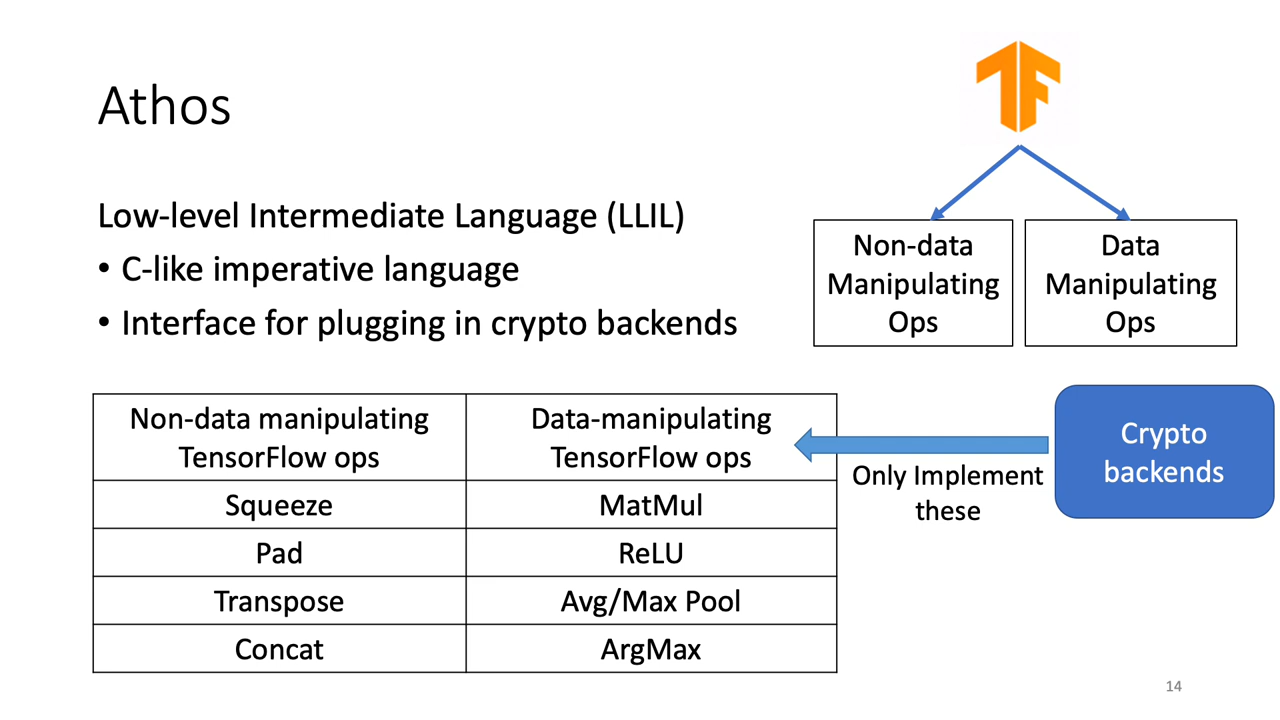 Athos
Low-level Intermediate Language (LLIL)
• C-like imperative language
• Interface for plugging in crypto backends
Non-data
Manipulating
Ops
Data
Manipulating
Ops
Non-data manipulating
TensorFlow ops
Data-manipulating
TensorFlow ops
Squeeze
MatMul
Pad
ReLU
Transpose
Avg/Max Pool
Concat
ArgMax
Only Implement
these
Crypto
backends
14